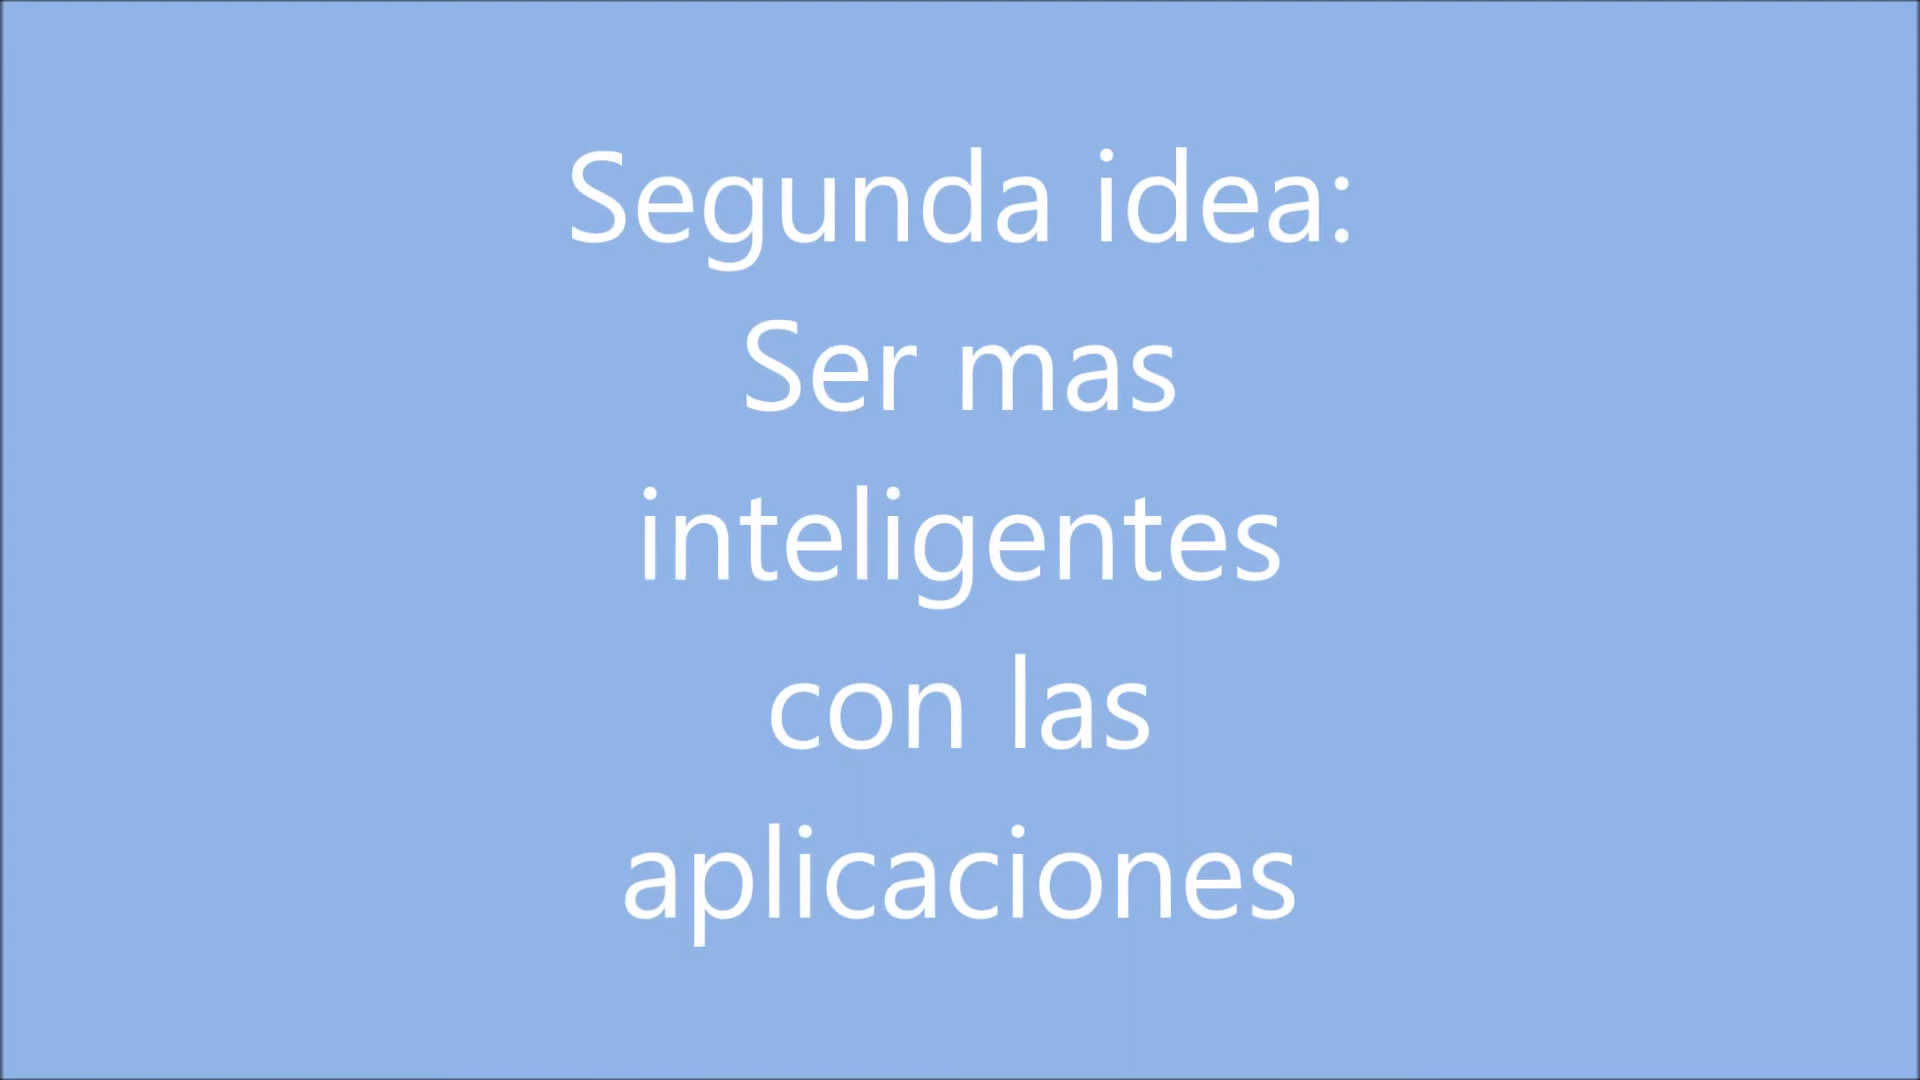 Segunda idea:
Ser mas
inteligentes
con las
aplicaciones